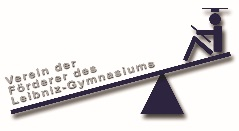 Verein der
Förderer des
Leibniz-Gymnasiums